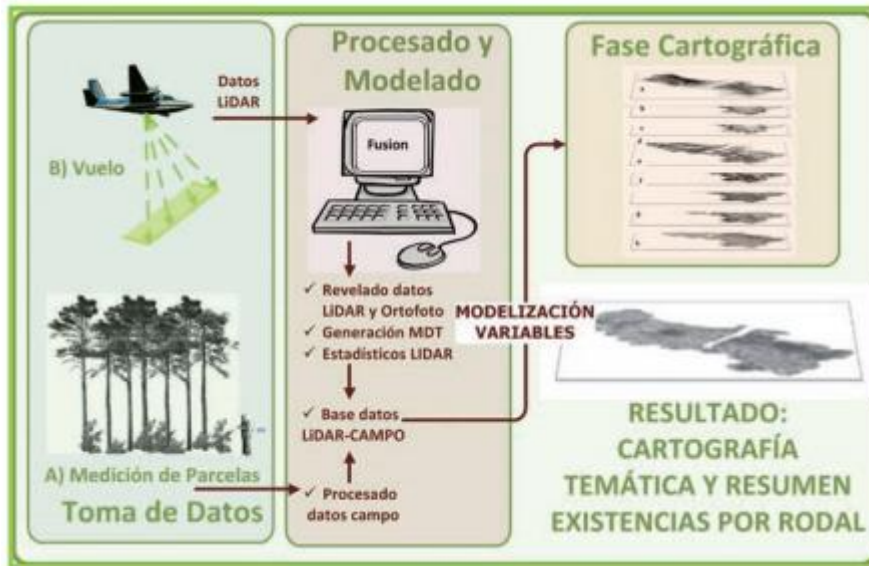 Datos
LiDAR
B) Vuelo
A) Medición de Parcelas
Toma de Datos
Procesado y
Modelado
Fusion
✓ Revelado datos
LiDAR y Ortofoto
✓ Generación MDT
✓ Estadísticos LIDAR
✓ Base datos
LiDAR-CAMPO
✓ Procesado
datos campo
MODELIZACIÓN
VARIABLES
Fase Cartográfica
RESULTADO:
CARTOGRAFÍA
TEMÁTICA Y RESUMEN
EXISTENCIAS POR RODAL